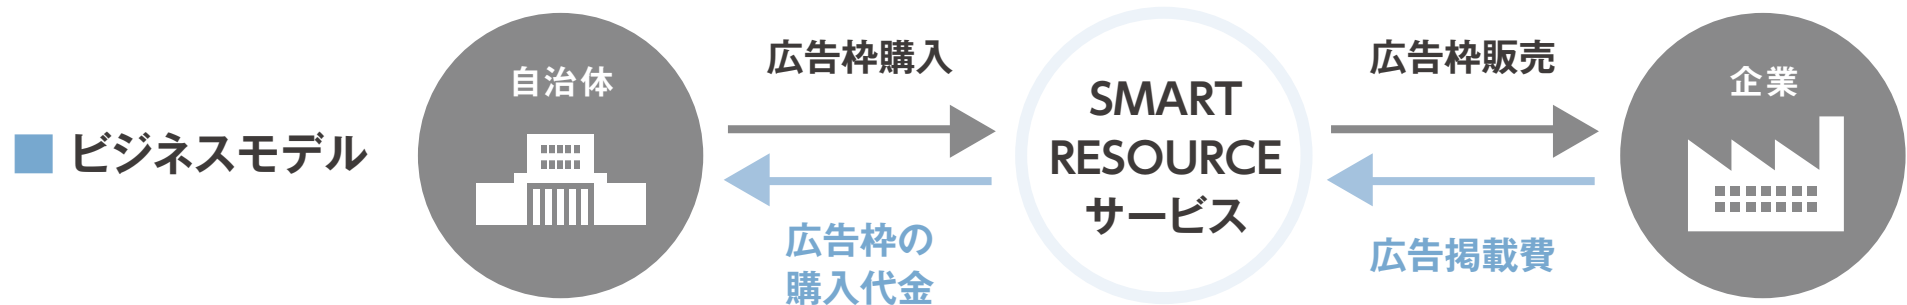 ビジネスモデル
自治体
広告枠購入
広告枠の
購入代金
SMART
RESOURCE
サービス
広告枠販売
広告掲載費
企業